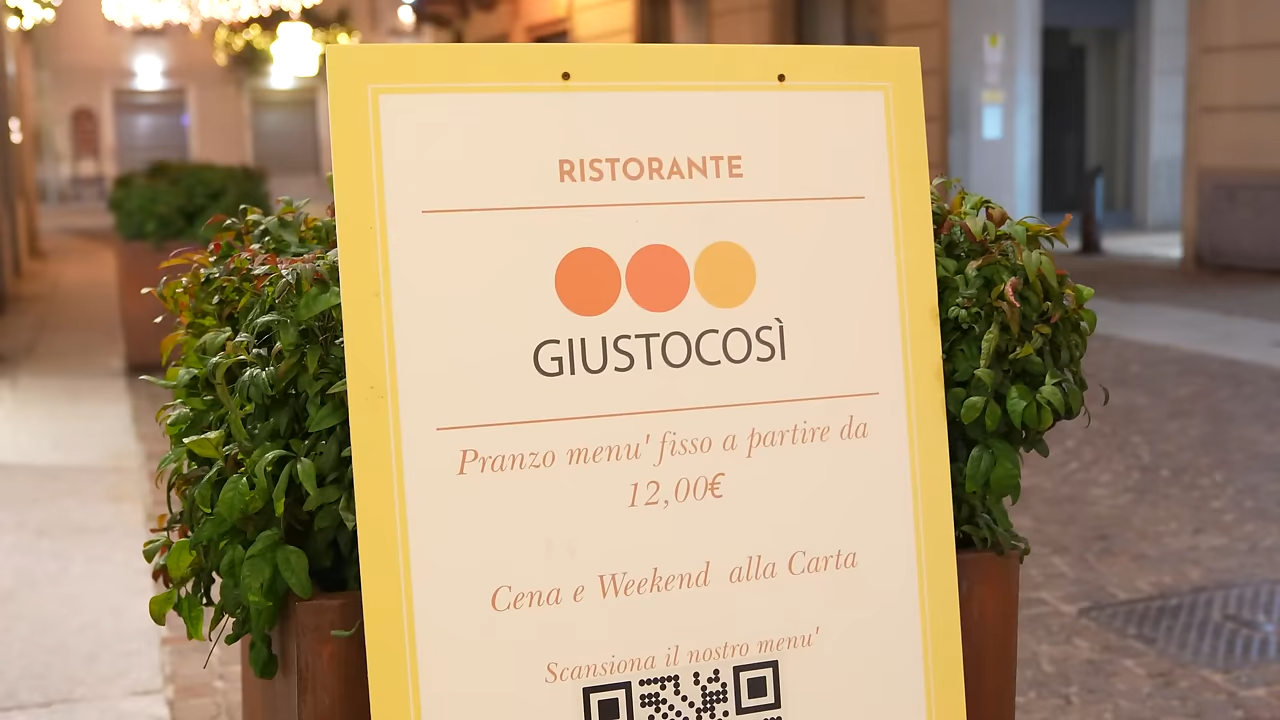 RISTORANTE
GIUSTOCOSÌ
Pranzo menu' fisso a partire da
12,00€
Cena e Weekend alla Carta
Scansiona il nostro menu'